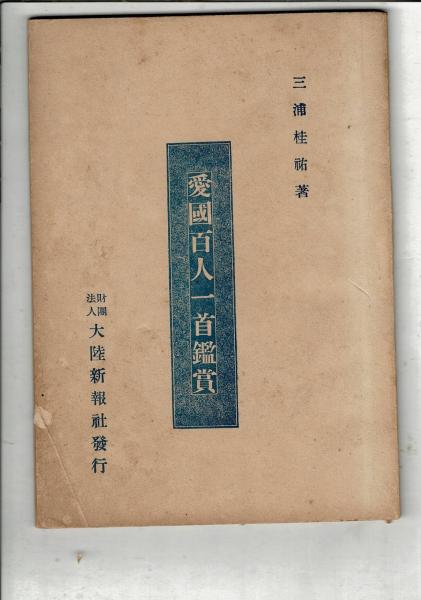 三浦桂祐著
愛國百人一首鑑賞
財團
法人
大陸新報社發行